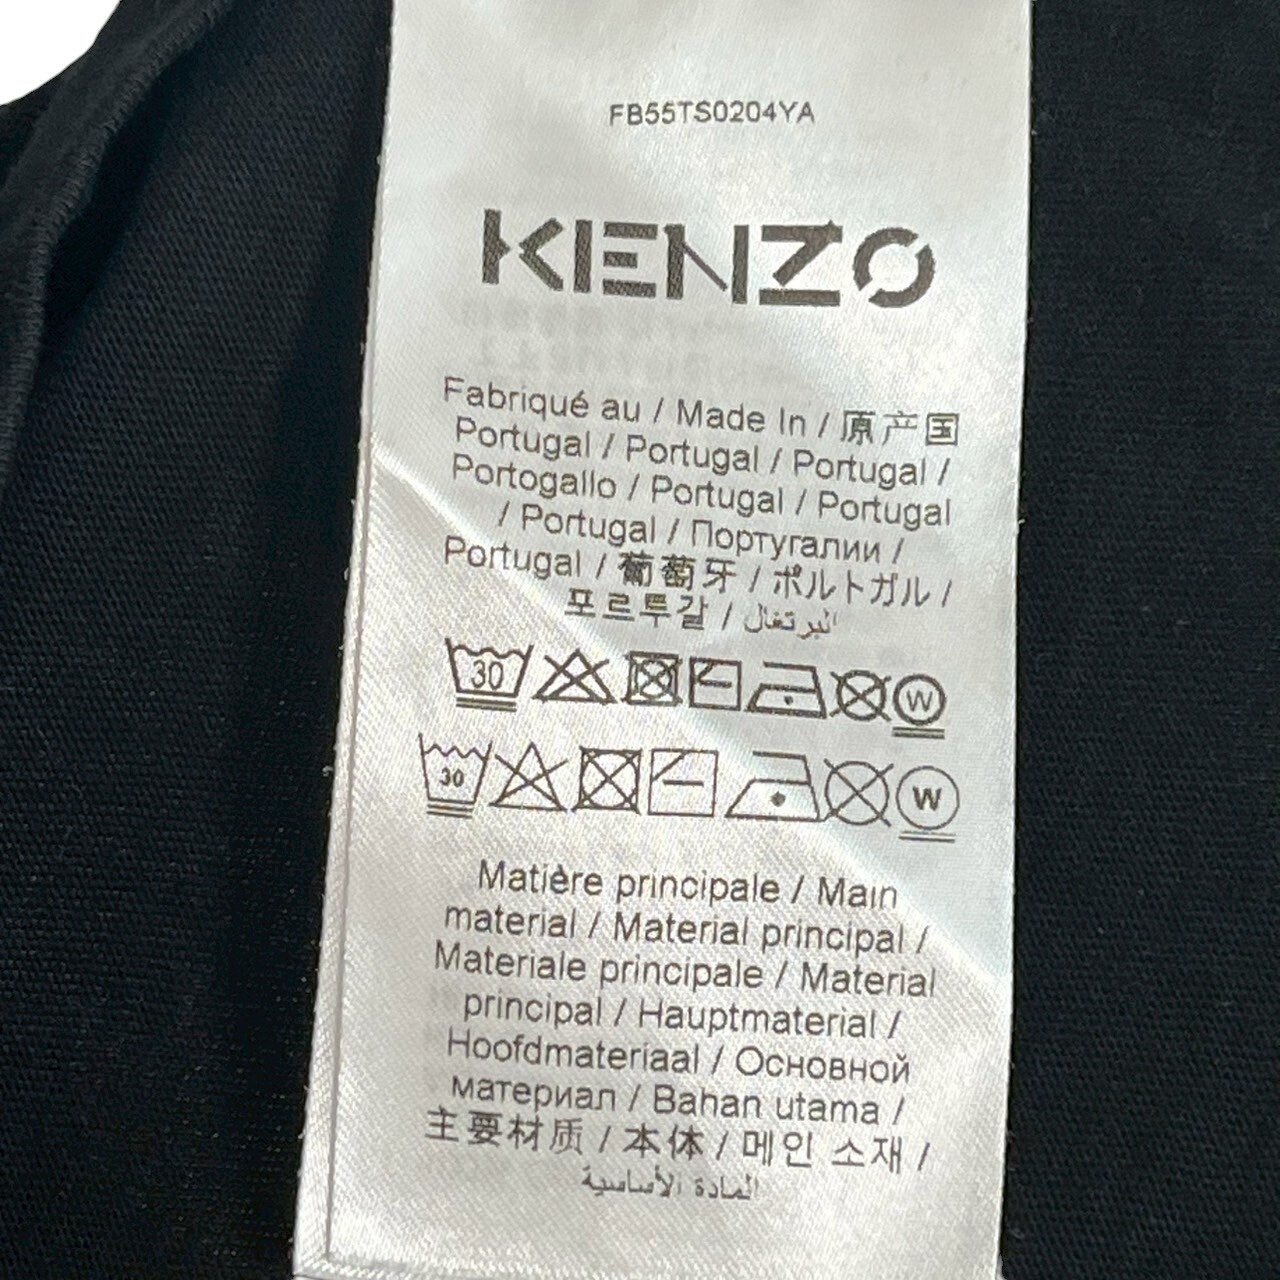 FB55TS0204YA
KENZO
Fabriqué au / Made In / 原产国
Portugal / Portugal / Portugal /
Portogallo / Portugal / Portugal
/ Portugal / Португалии /
Portugal / 葡萄牙 / ポルトガル /
포르투갈 / البرتغال
30 W
30 W
Matière principale / Main
material / Material principal /
Materiale principale / Material
principal / Hauptmaterial /
Hoofdmateriaal / Основной
материал / Bahan utama /
主要材质 / 本体 / 메인 소재 /
المادة الأساسية